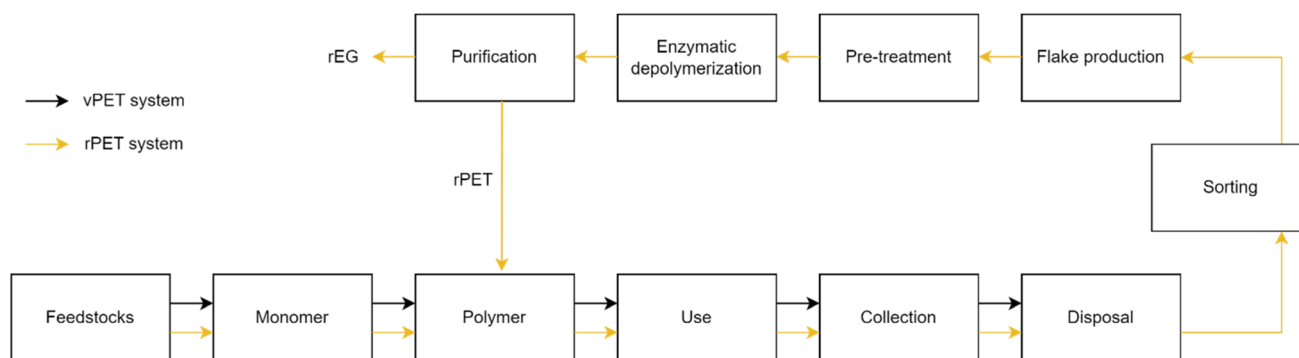 rEG
Purification
Enzymatic
depolymerization
Pre-treatment
Flake production
vPET system
rPET system
rPET
Sorting
Feedstocks
Monomer
Polymer
Use
Collection
Disposal